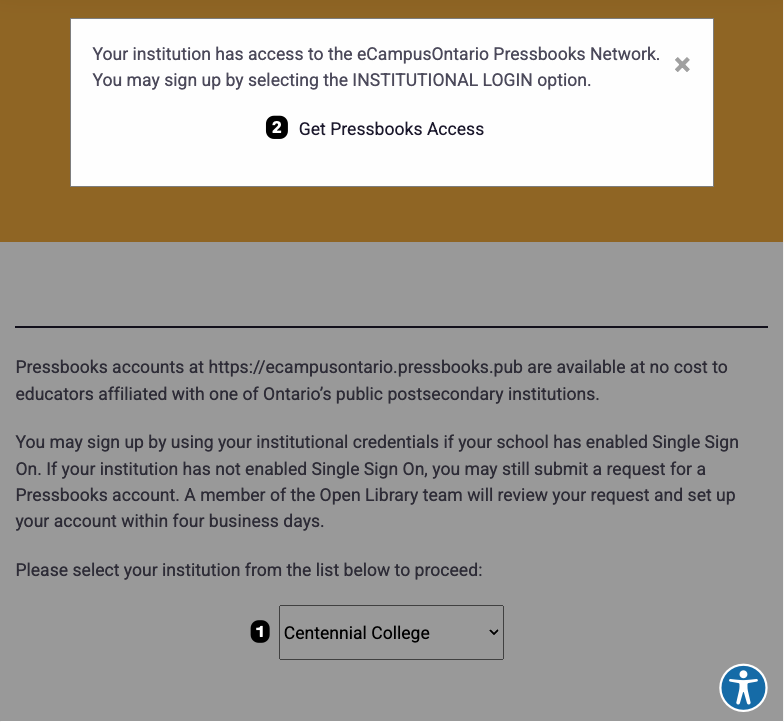 Your institution has access to the eCampusOntario Pressbooks Network.
You may sign up by selecting the INSTITUTIONAL LOGIN option.
×
2 Get Pressbooks Access
Pressbooks accounts at https://ecampusontario.pressbooks.pub are available at no cost to
educators affiliated with one of Ontario’s public postsecondary institutions.
You may sign up by using your institutional credentials if your school has enabled Single Sign
On. If your institution has not enabled Single Sign On, you may still submit a request for a
Pressbooks account. A member of the Open Library team will review your request and set up
your account within four business days.
Please select your institution from the list below to proceed:
1 Centennial College